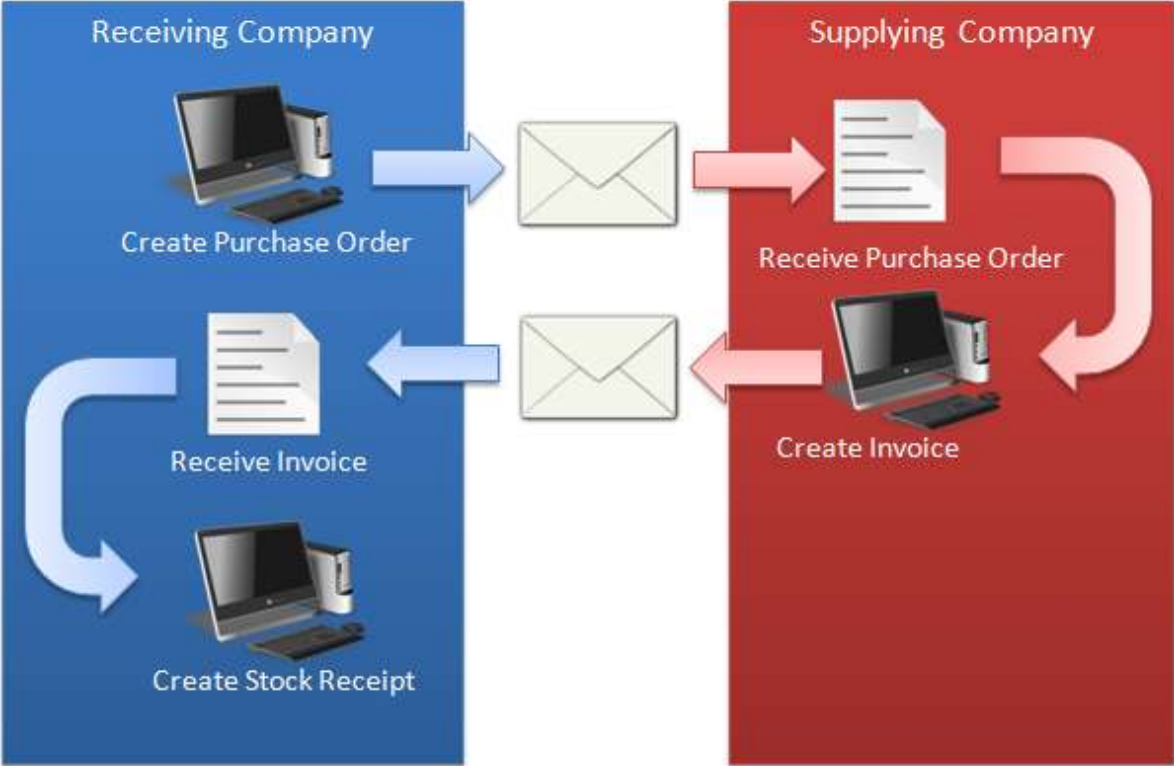 Receiving Company
Supplying Company
Create Purchase Order
Receive Purchase Order
Receive Invoice
Create Invoice
Create Stock Receipt